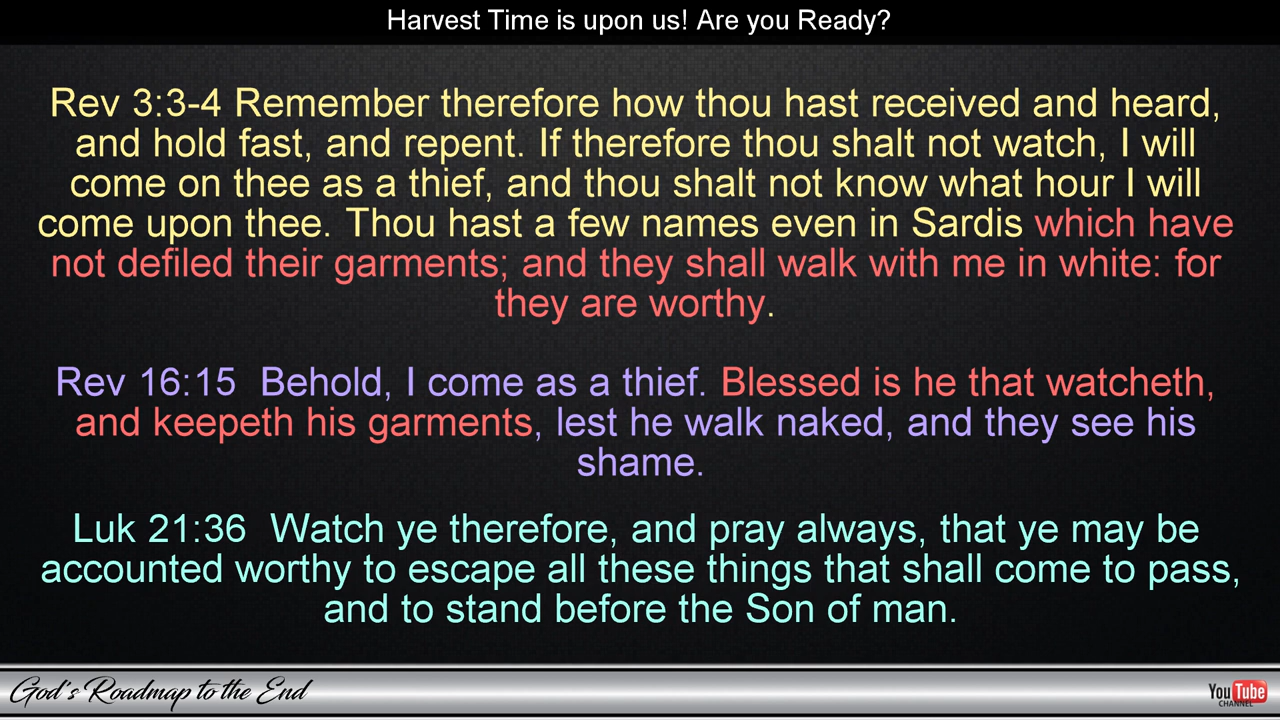 Harvest Time is upon us! Are you Ready?
Rev 3:3-4 Remember therefore how thou hast received and heard,
and hold fast, and repent. If therefore thou shalt not watch, I will
come on thee as a thief, and thou shalt not know what hour I will
come upon thee. Thou hast a few names even in Sardis which have
not defiled their garments; and they shall walk with me in white: for
they are worthy.
Rev 16:15  Behold, I come as a thief. Blessed is he that watcheth,
and keepeth his garments, lest he walk naked, and they see his
shame.
Luk 21:36  Watch ye therefore, and pray always, that ye may be
accounted worthy to escape all these things that shall come to pass,
and to stand before the Son of man.
God's Roadmap to the End
YouTube
CHANNEL